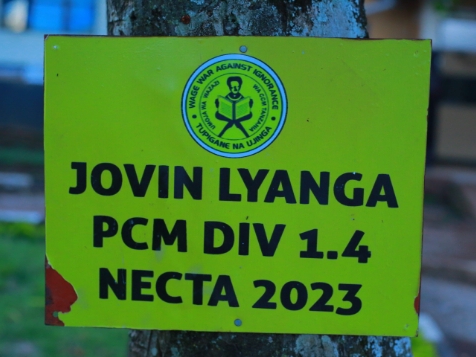 WAGE WAR AGAINST IGNORANCE
TUPIGANE NA UJINGA
JOVIN LYANGA
PCM DIV 1.4
NECTA 2023